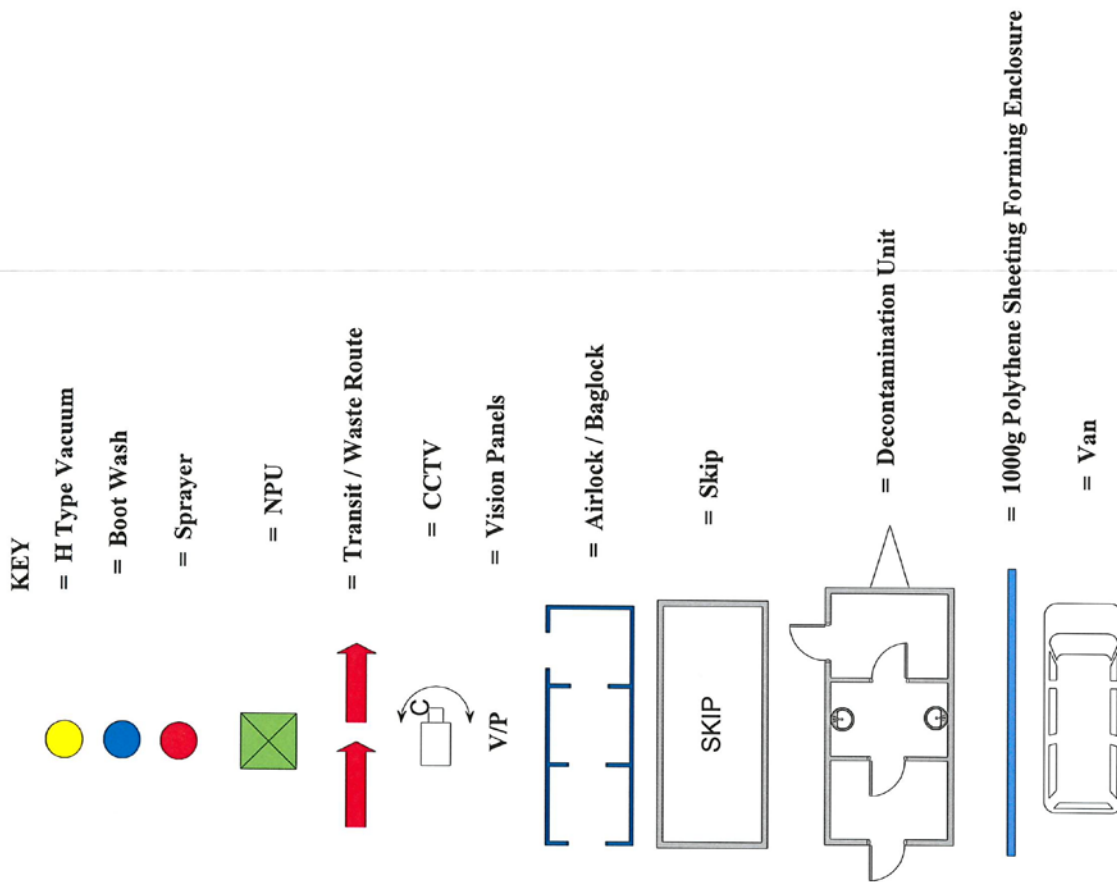 KEY
= H Type Vacuum
= Boot Wash
= Sprayer
= NPU
= Transit / Waste Route
C
= CCTV
V/P = Vision Panels
= Airlock / Baglock
SKIP = Skip
= Decontamination Unit
= 1000g Polythene Sheeting Forming Enclosure
= Van